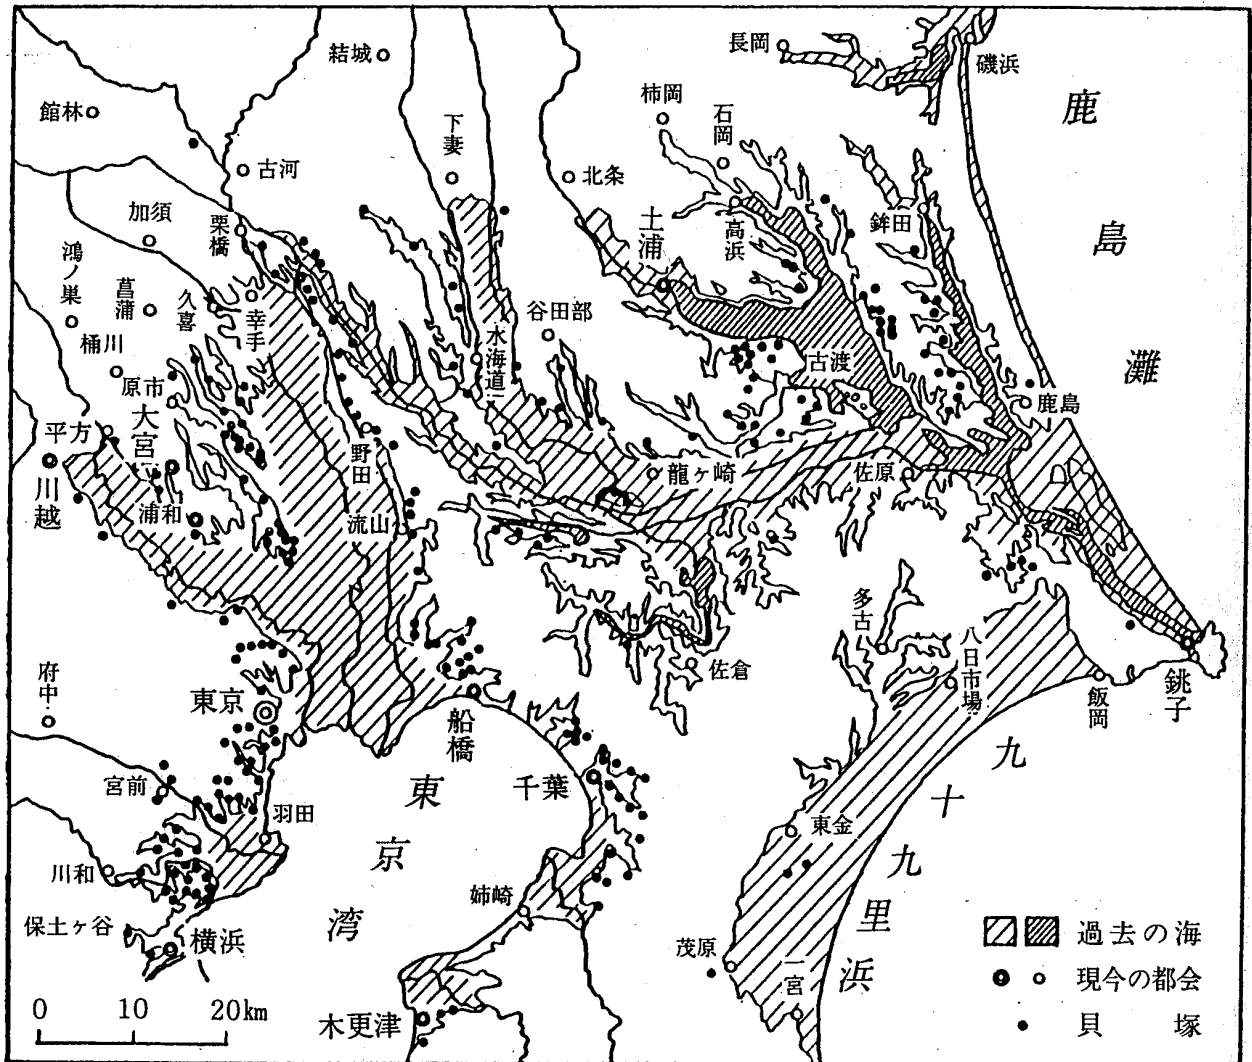 結城
長岡
磯浜
鹿島灘
館林
柿岡
石岡
下妻
古河
北条
加須
栗橋
土浦
高浜
鉾田
鴻ノ巣
菖蒲
久喜
幸手
谷田部
水海道
桶川
原市
古渡
鹿島
大宮
平方
川越
浦和
野田
流山
龍ヶ崎
佐原
多古
八日市場
佐倉
府中
東京
船橋
飯岡
銚子
宮前
羽田
千葉
東京湾
九十九里浜
東金
川和
姉崎
保土ヶ谷
横浜
茂原
一宮
木更津
過去の海
現今の都会
貝塚
0 10 20km